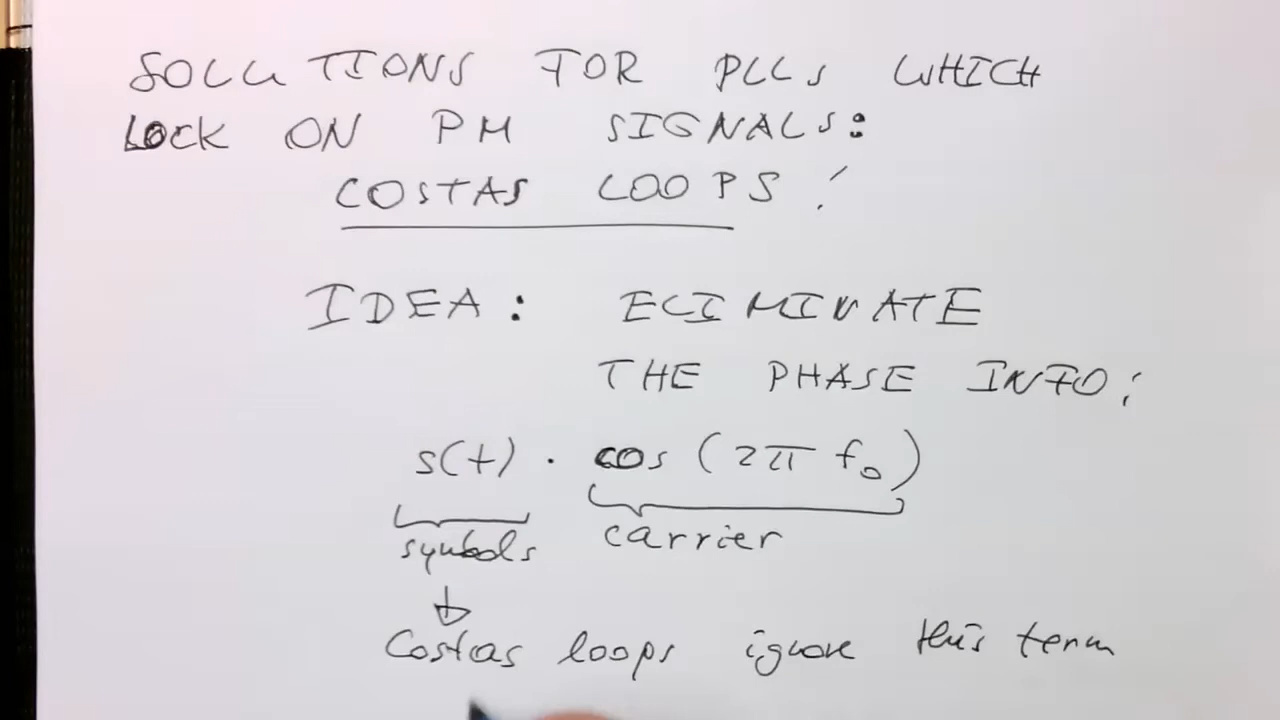 SOLUTIONS FOR PLLS WHICH
LOCK ON PM SIGNALS:
COSTAS LOOPS !
IDEA: ELIMINATE
THE PHASE INFO:
s(t) · cos (2π f₀)
symbols carrier
Costas loops ignore this term